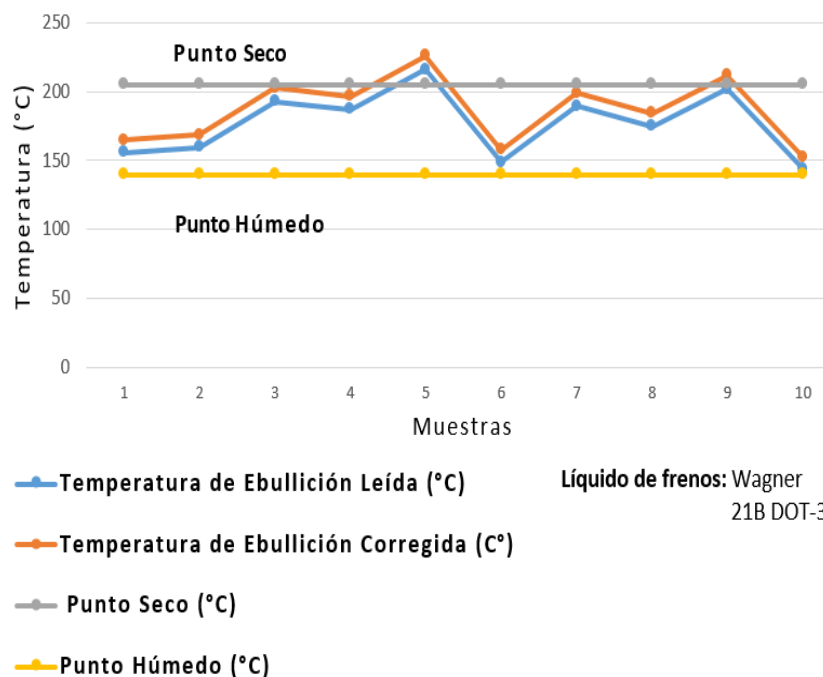 250
Punto Seco
200
150
Punto Húmedo
100
50
0
Temperatura (°C)
1 2 3 4 5 6 7 8 9 10
Muestras
Temperatura de Ebullición Leída (°C)
Líquido de frenos: Wagner
21B DOT-3
Temperatura de Ebullición Corregida (C°)
Punto Seco (°C)
Punto Húmedo (°C)